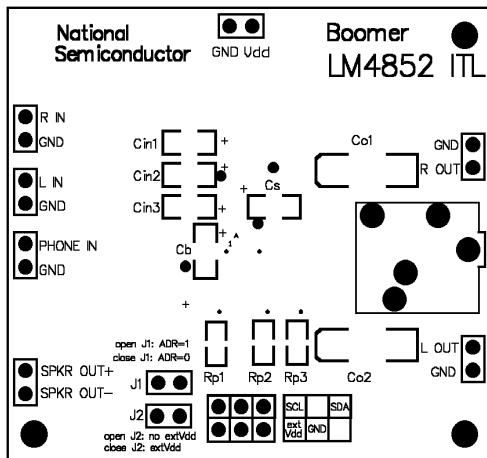 National
Semiconductor
GND Vdd
Boomer
LM4852 ITL
R IN
GND
L IN
GND
PHONE IN
GND
Cin1
Cin2
Cin3
Cs
Cb
1
A
Co1
GND
R OUT
L OUT
GND
SPKR OUT+
SPKR OUT-
open J1: ADR=1
close J1: ADR=0
J1
J2
open J2: no extVdd
close J2: extVdd
Rp1
Rp2
Rp3
Co2
SCL
SDA
ext
Vdd
GND